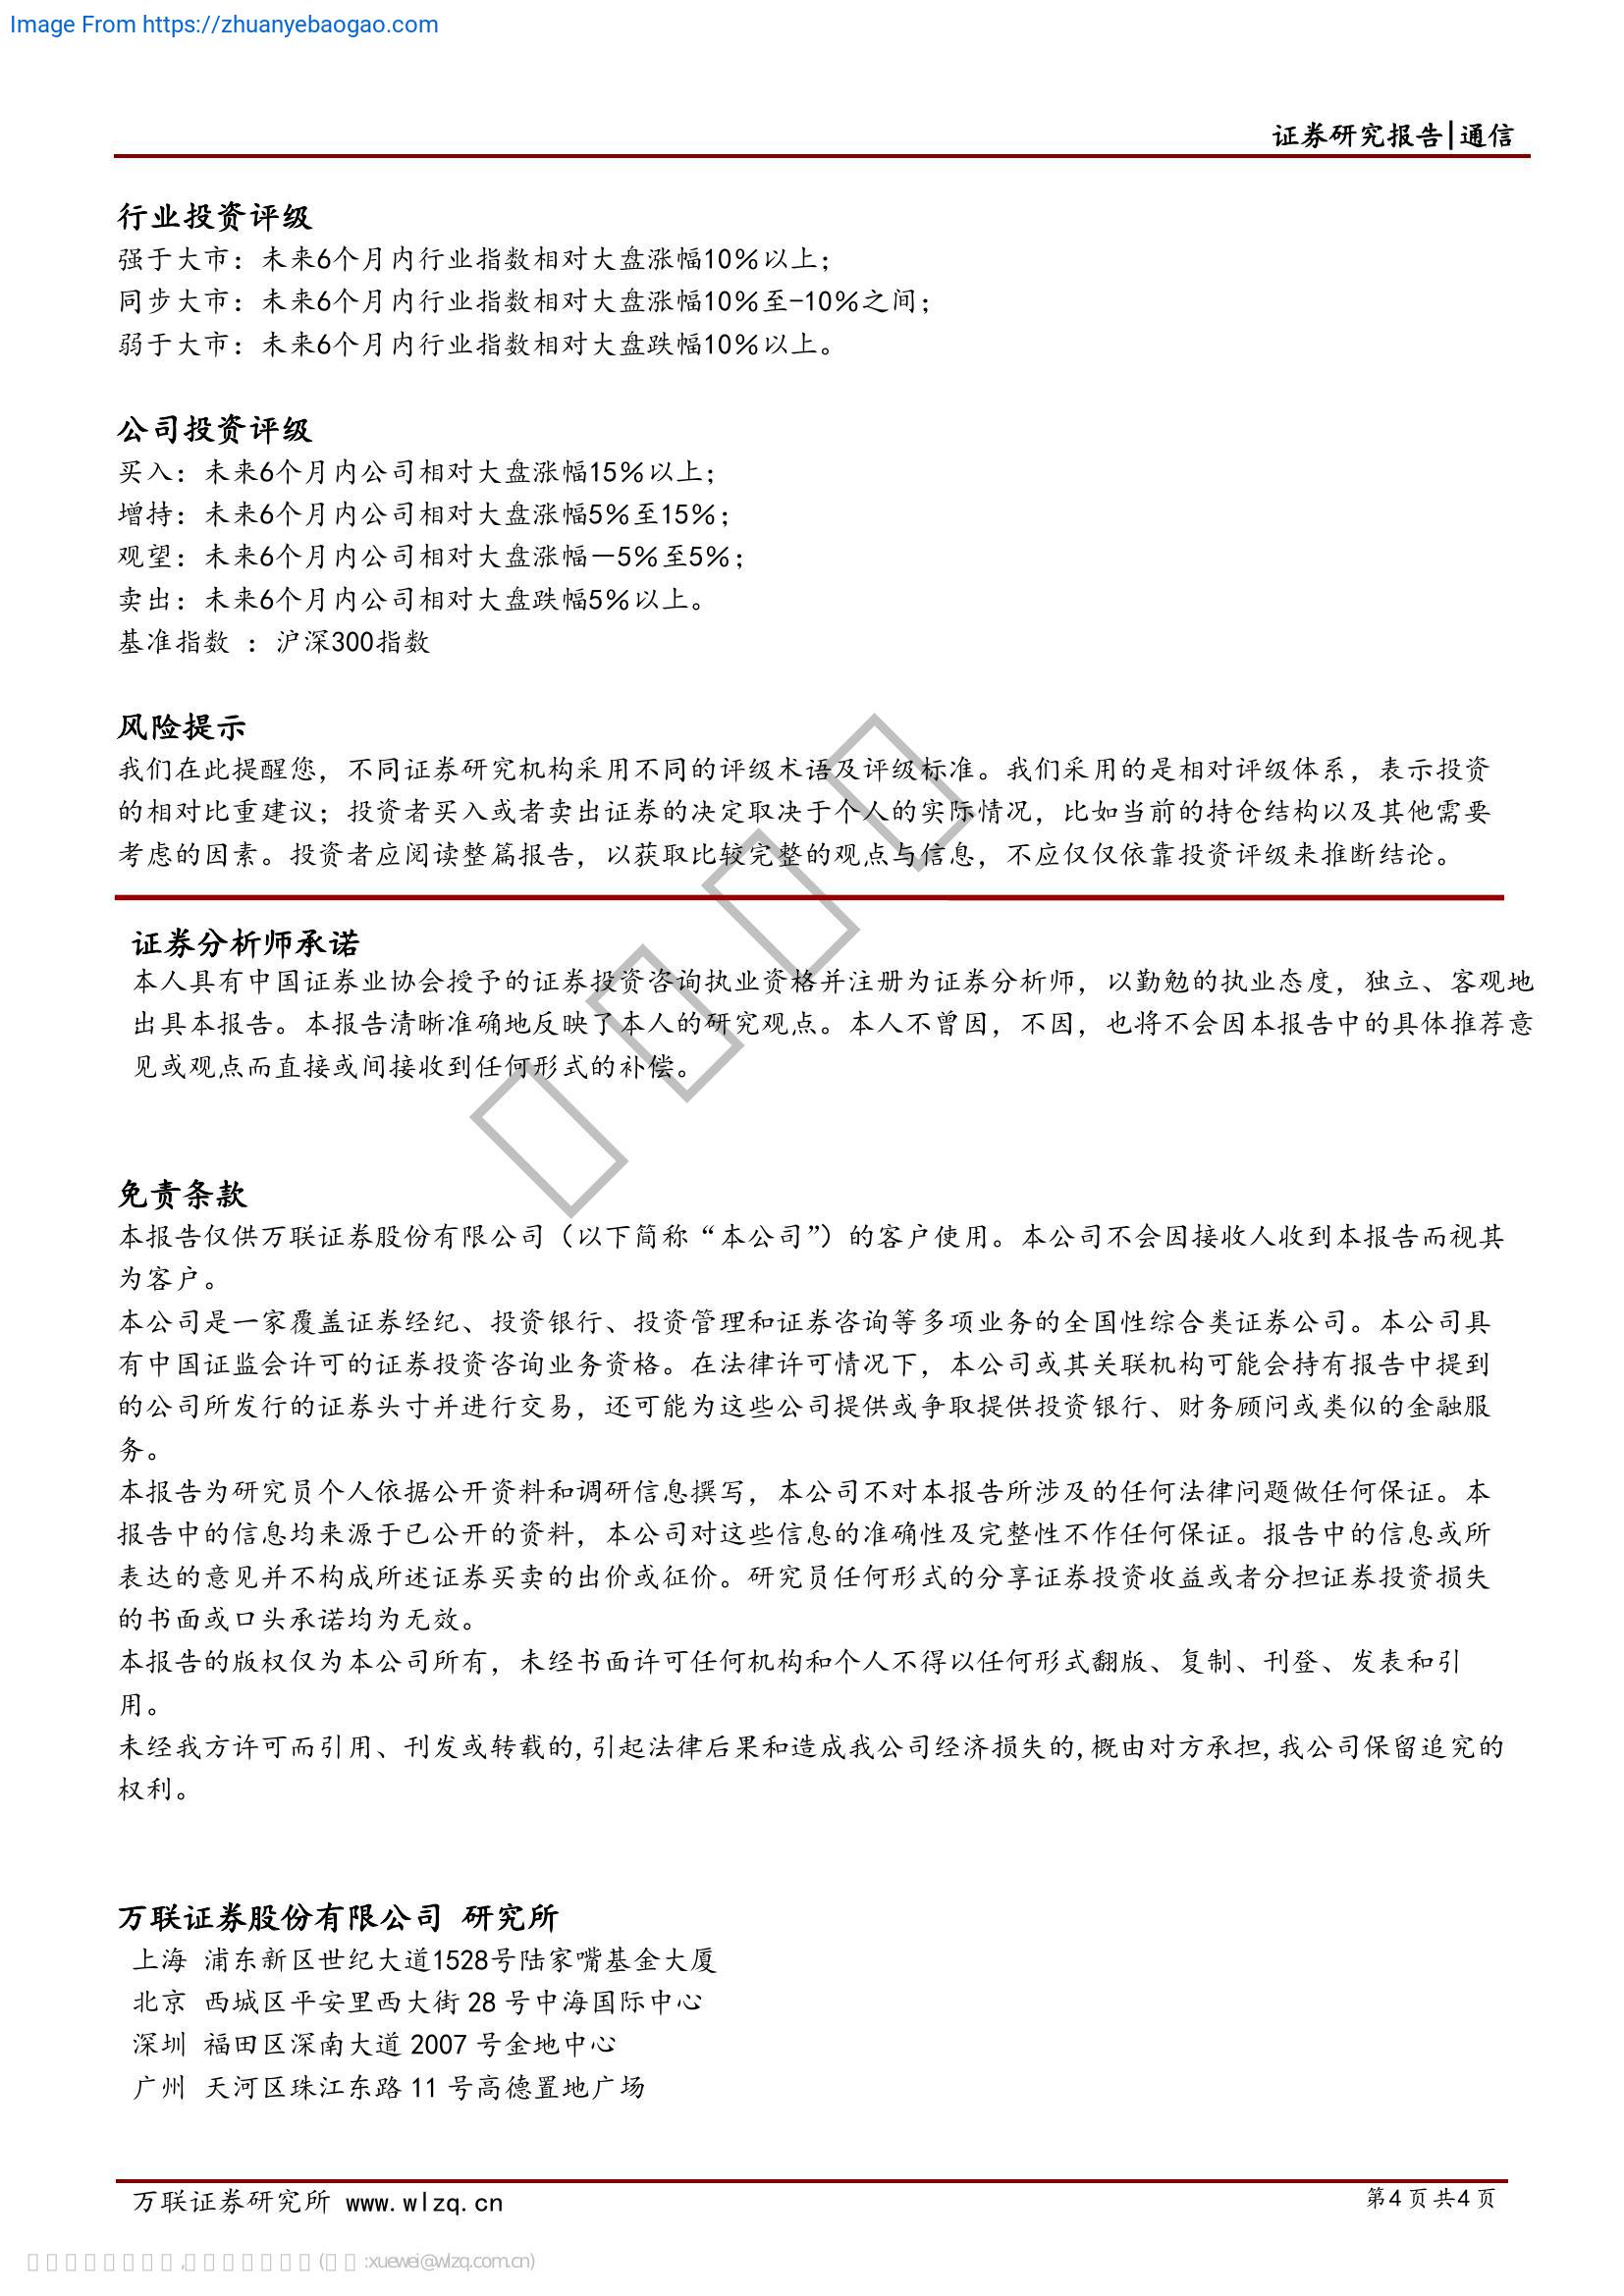 Image From https://zhuanyebaogao.com
证券研究报告|通信
行业投资评级
强于大市：未来6个月内行业指数相对大盘涨幅10％以上；
同步大市：未来6个月内行业指数相对大盘涨幅10％至-10％之间；
弱于大市：未来6个月内行业指数相对大盘跌幅10％以上。
公司投资评级
买入：未来6个月内公司相对大盘涨幅15％以上；
增持：未来6个月内公司相对大盘涨幅5％至15％；
观望：未来6个月内公司相对大盘涨幅－5％至5％；
卖出：未来6个月内公司相对大盘跌幅5％以上。
基准指数 ：沪深300指数
风险提示
我们在此提醒您，不同证券研究机构采用不同的评级术语及评级标准。我们采用的是相对评级体系，表示投资
的相对比重建议；投资者买入或者卖出证券的决定取决于个人的实际情况，比如当前的持仓结构以及其他需要
考虑的因素。投资者应阅读整篇报告，以获取比较完整的观点与信息，不应仅仅依靠投资评级来推断结论。
证券分析师承诺
本人具有中国证券业协会授予的证券投资咨询执业资格并注册为证券分析师，以勤勉的执业态度，独立、客观地
出具本报告。本报告清晰准确地反映了本人的研究观点。本人不曾因，不因，也将不会因本报告中的具体推荐意
见或观点而直接或间接收到任何形式的补偿。
免责条款
本报告仅供万联证券股份有限公司（以下简称“本公司”）的客户使用。本公司不会因接收人收到本报告而视其
为客户。
本公司是一家覆盖证券经纪、投资银行、投资管理和证券咨询等多项业务的全国性综合类证券公司。本公司具
有中国证监会许可的证券投资咨询业务资格。在法律许可情况下，本公司或其关联机构可能会持有报告中提到
的公司所发行的证券头寸并进行交易，还可能为这些公司提供或争取提供投资银行、财务顾问或类似的金融服
务。
本报告为研究员个人依据公开资料和调研信息撰写，本公司不对本报告所涉及的任何法律问题做任何保证。本
报告中的信息均来源于已公开的资料，本公司对这些信息的准确性及完整性不作任何保证。报告中的信息或所
表达的意见并不构成所述证券买卖的出价或征价。研究员任何形式的分享证券投资收益或者分担证券投资损失
的书面或口头承诺均为无效。
本报告的版权仅为本公司所有，未经书面许可任何机构和个人不得以任何形式翻版、复制、刊登、发表和引
用。
未经我方许可而引用、刊发或转载的,引起法律后果和造成我公司经济损失的,概由对方承担,我公司保留追究的
权利。
万联证券股份有限公司 研究所
上海 浦东新区世纪大道1528号陆家嘴基金大厦
北京 西城区平安里西大街 28 号中海国际中心
深圳 福田区深南大道 2007 号金地中心
广州 天河区珠江东路 11 号高德置地广场
万联证券研究所 www.wlzq.cn
第4页共4页
:xuewei@wlzq.com.cn)